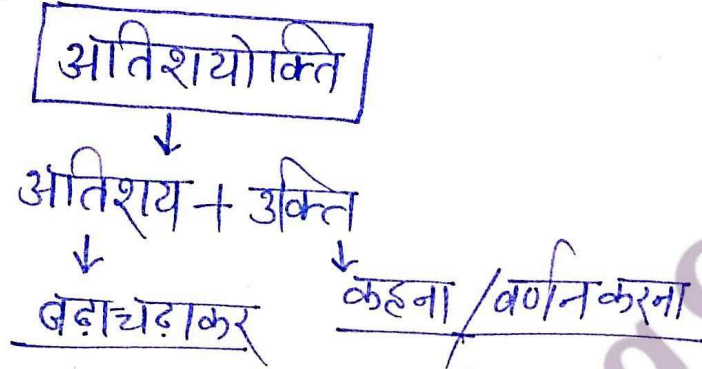 अतिशयोक्ति
↓
अतिशय + उक्ति
↓ ↓
बढ़ाचढ़ाकर कहना / वर्णन करना